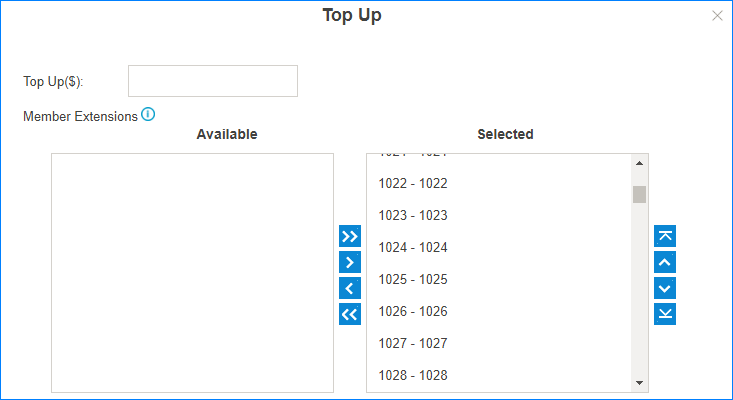 Top Up
Top Up($):
Member Extensions
Available
Selected
1022 - 1022
1023 - 1023
1024 - 1024
1025 - 1025
1026 - 1026
1027 - 1027
1028 - 1028